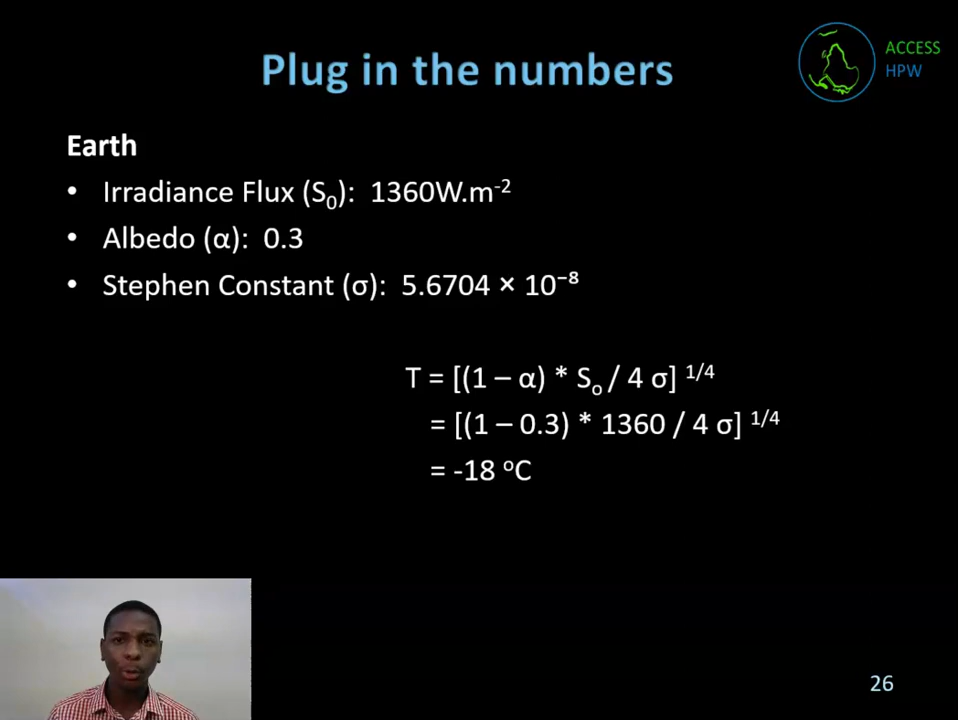 ACCESS
HPW
Plug in the numbers
Earth
• Irradiance Flux (S₀): 1360W.m⁻²
• Albedo (α): 0.3
• Stephen Constant (σ): 5.6704 × 10⁻⁸
T = [(1 – α) * Sₒ / 4 σ] ¹/⁴
= [(1 – 0.3) * 1360 / 4 σ] ¹/⁴
= -18 ᵒC
26